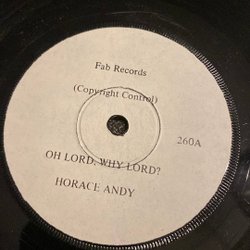 Fab Records
(Copyright Control)
260A
OH LORD, WHY LORD?
HORACE ANDY